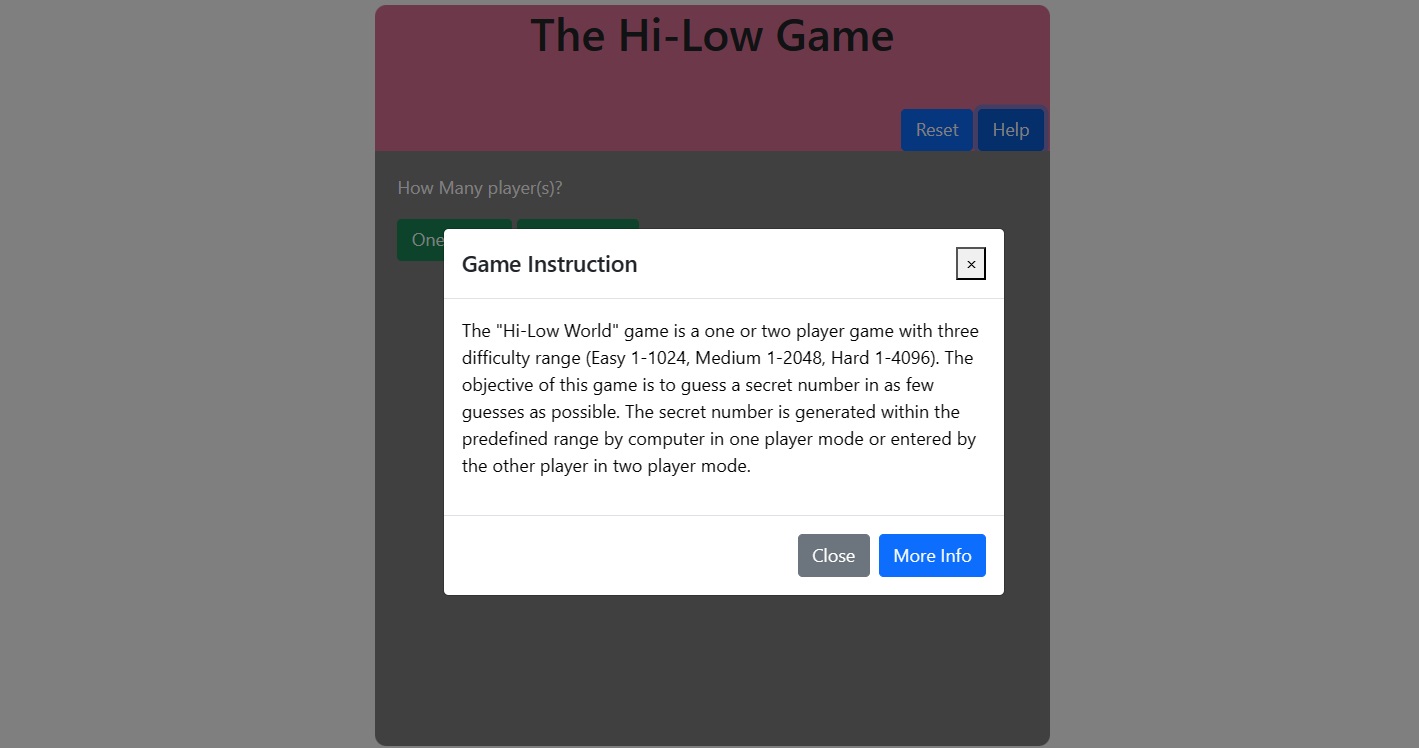 The Hi-Low Game
Reset Help
How Many player(s)?
One
Game Instruction
×
The "Hi-Low World" game is a one or two player game with three
difficulty range (Easy 1-1024, Medium 1-2048, Hard 1-4096). The
objective of this game is to guess a secret number in as few
guesses as possible. The secret number is generated within the
predefined range by computer in one player mode or entered by
the other player in two player mode.
Close More Info